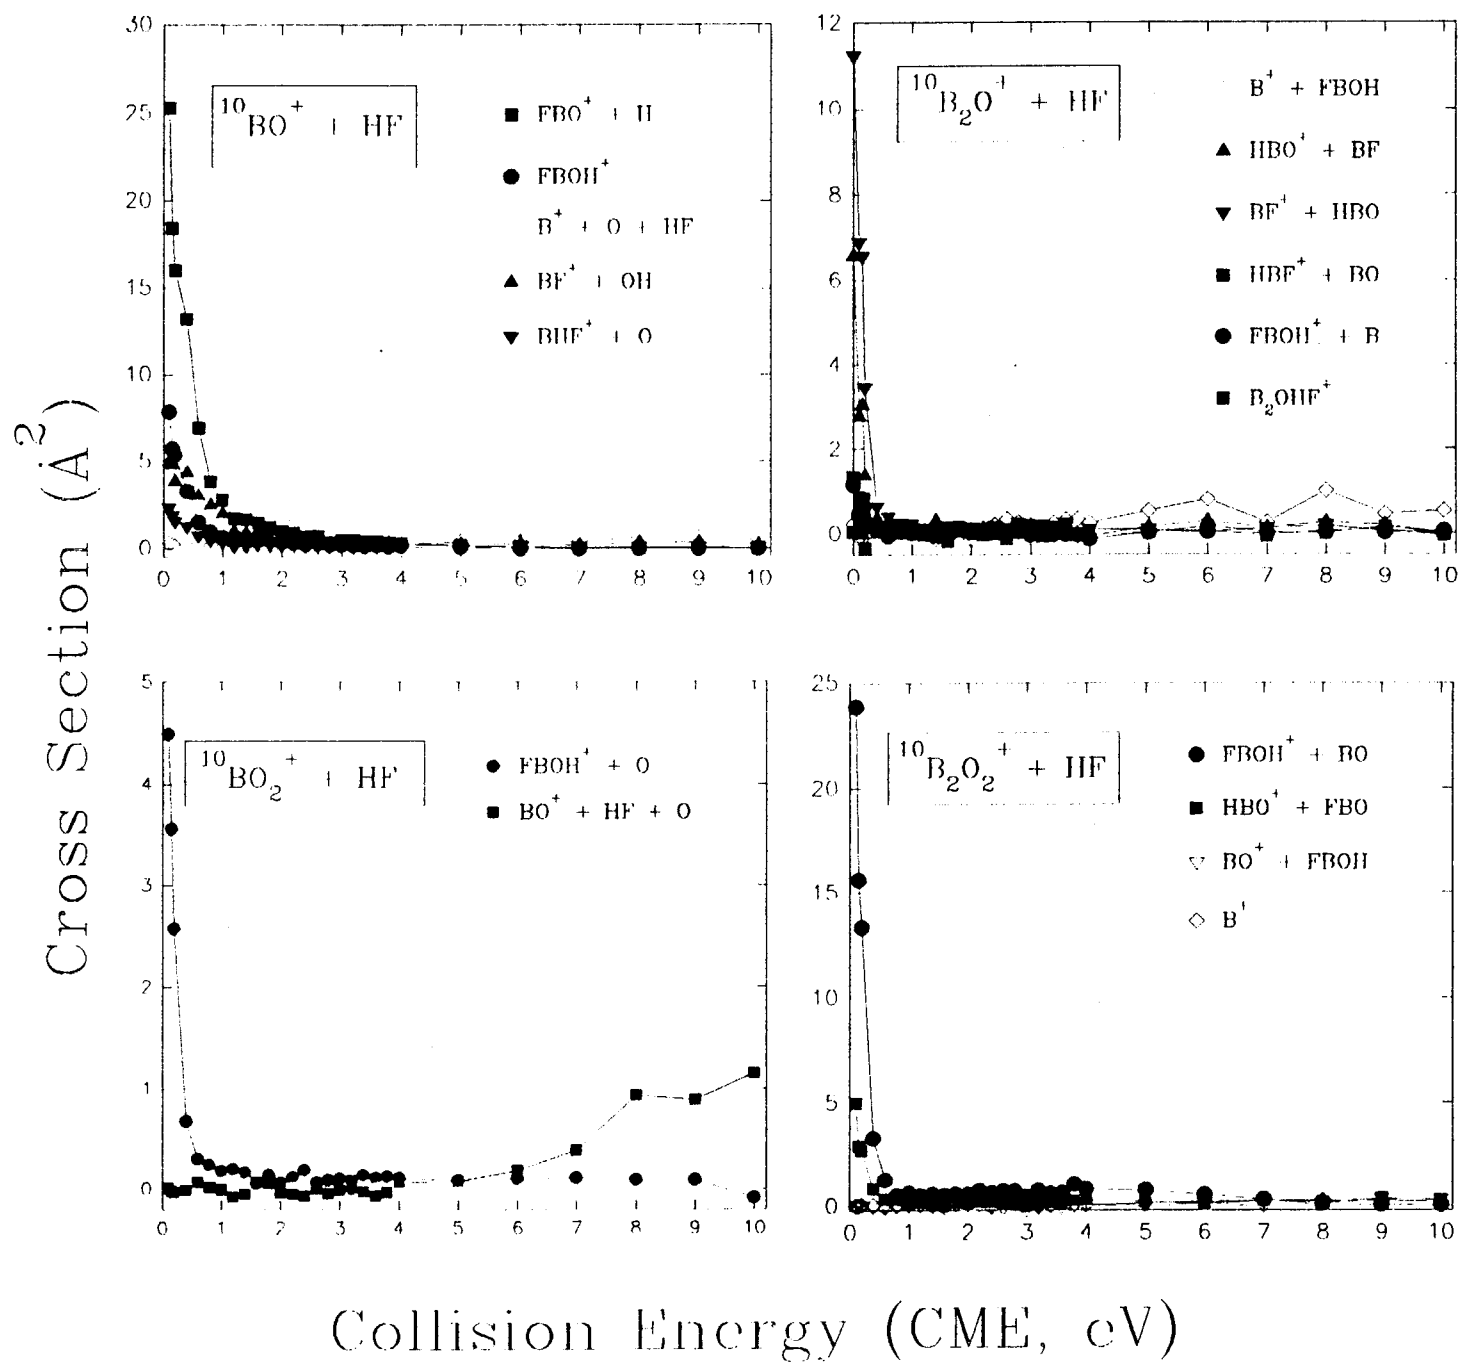 Cross Section (Å²)
30
25
20
15
10
5
0
0 1 2 3 4 5 6 7 8 9 10
¹⁰BO⁺ + HF
FBO⁺ + H
FBOH⁺
B⁺ + O + HF
BF⁺ + OH
BHF⁺ + O
12
10
8
6
4
2
0
0 1 2 3 4 5 6 7 8 9 10
¹⁰B₂O⁺ + HF
B⁺ + FBOH
HBO⁺ + BF
BF⁺ + HBO
HBF⁺ + BO
FBOH⁺ + B
B₂OHF⁺
5
4
3
2
1
0
0 1 2 3 4 5 6 7 8 9 10
¹⁰BO₂⁺ + HF
FBOH⁺ + O
BO⁺ + HF + O
25
20
15
10
5
0
0 1 2 3 4 5 6 7 8 9 10
¹⁰B₂O₂⁺ + HF
FBOH⁺ + BO
HBO⁺ + FBO
BO⁺ + FBOH
B⁺
Collision Energy (CME, eV)